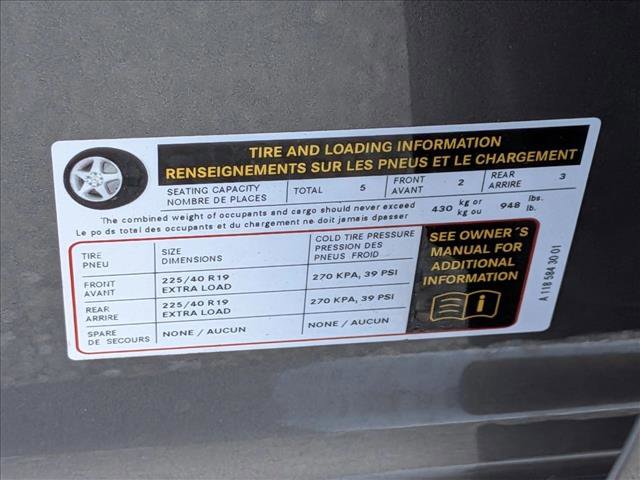 TIRE AND LOADING INFORMATION
RENSEIGNEMENTS SUR LES PNEUS ET LE CHARGEMENT
SEATING CAPACITY
NOMBRE DE PLACES
TOTAL 5
FRONT
AVANT
2
REAR
ARRIERE
3
The combined weight of occupants and cargo should never exceed
Le poids total des occupants et du chargement ne doit jamais dpasser
430 kg or
kg ou
948 lbs.
lb.
TIRE
PNEU
SIZE
DIMENSIONS
COLD TIRE PRESSURE
PRESSION DES
PNEUS FROID
FRONT
AVANT
225/40 R19
EXTRA LOAD
270 KPA, 39 PSI
REAR
ARRIERE
225/40 R19
EXTRA LOAD
270 KPA, 39 PSI
SPARE
DE SECOURS
NONE / AUCUN
NONE / AUCUN
SEE OWNER´S
MANUAL FOR
ADDITIONAL
INFORMATION
i
A 118 584 30 01